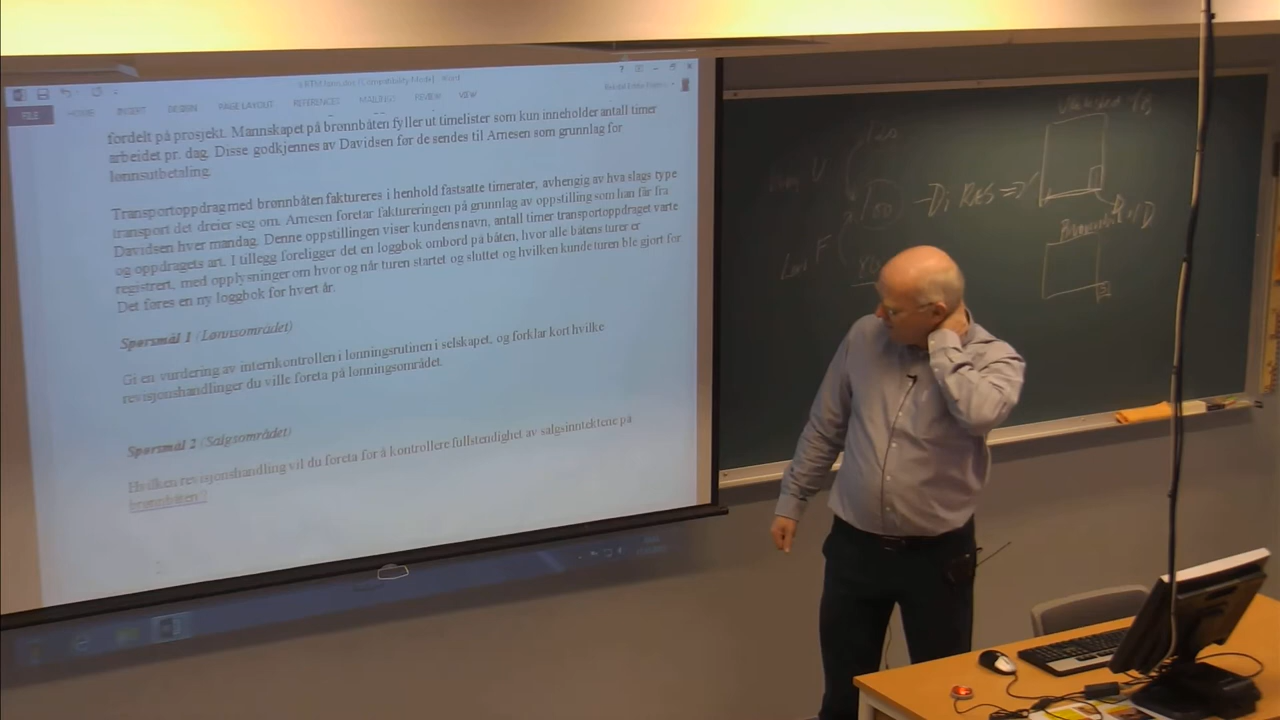 FILE HOME INSERT DESIGN PAGE LAYOUT REFERENCES MAILINGS REVIEW VIEW
fordelt på prosjekt. Mannskapet på brønnbåten fyller ut timelister som kun inneholder antall timer
arbeidet pr. dag. Disse godkjennes av Davidsen før de sendes til Arnesen som grunnlag for
lønnsutbetaling.
Transportoppdrag med brønnbåten faktureres i henhold fastsatte timerater, avhengig av hva slags type
transport det dreier seg om. Arnesen foretar faktureringen på grunnlag av oppstilling som han får fra
Davidsen hver mandag. Denne oppstillingen viser kundens navn, antall timer transportoppdraget varte
og oppdragets art. I tillegg foreligger det en loggbok ombord på båten, hvor alle båtens turer er
registrert, med opplysninger om hvor og når turen startet og sluttet og hvilken kunde turen ble gjort for
Det føres en ny loggbok for hvert år.
Spørsmål 1 (Lønnsområdet)
Gi en vurdering av internkontrollen i lønningsrutinen i selskapet, og forklar kort hvilke
revisjonshandlinger du ville foreta på lønningsområdet.
Spørsmål 2 (Salgsområdet)
Hvilken revisjonshandling vil du foreta for å kontrollere fullstendighet av salgsinntektene på
brønnbåten?
120
U
100
Di RES =>
F